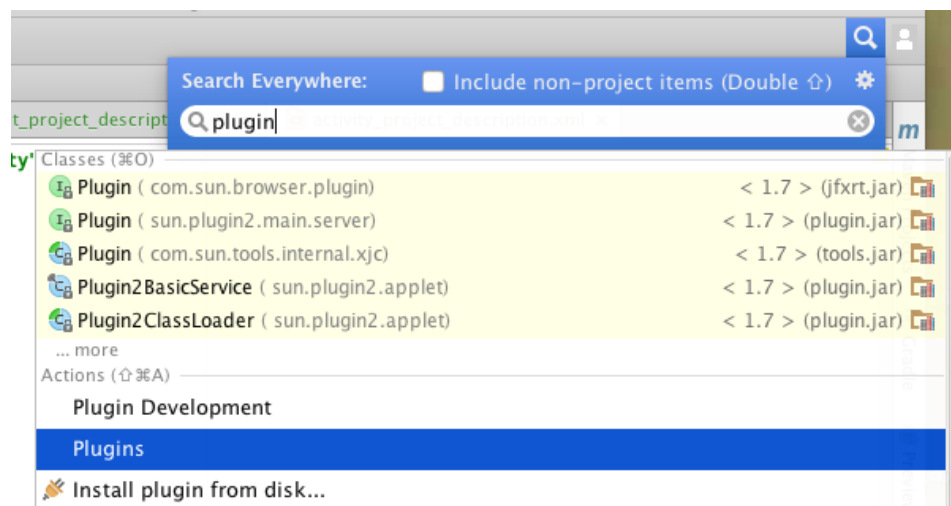 Search Everywhere: Include non-project items (Double ⇧)
t_project_descript
plugin
activity_project_description.xml
m
ty'
Classes (⌘O)
Plugin ( com.sun.browser.plugin) < 1.7 > (jfxrt.jar)
Plugin ( sun.plugin2.main.server) < 1.7 > (plugin.jar)
Plugin ( com.sun.tools.internal.xjc) < 1.7 > (tools.jar)
Plugin2BasicService ( sun.plugin2.applet) < 1.7 > (plugin.jar)
Plugin2ClassLoader ( sun.plugin2.applet) < 1.7 > (plugin.jar)
... more
Gradle
Actions (⇧⌘A)
Plugin Development
Plugins
Install plugin from disk...